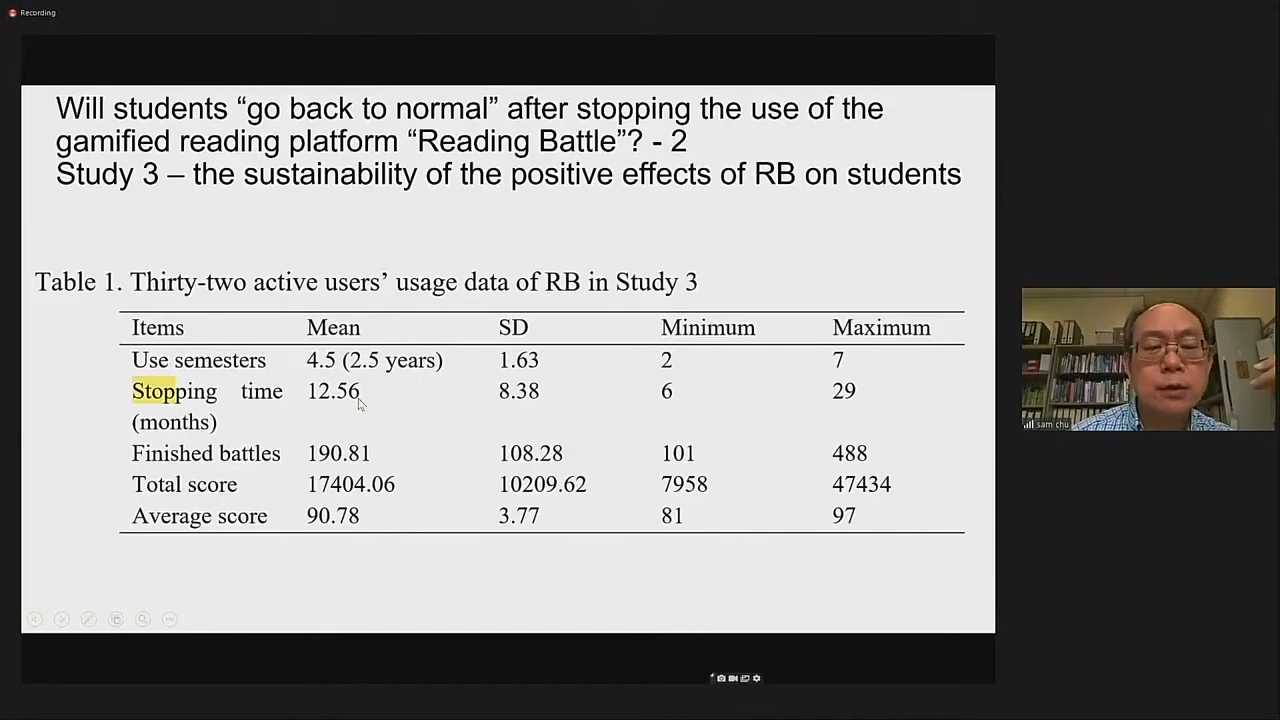 Recording
Will students “go back to normal” after stopping the use of the
gamified reading platform “Reading Battle”? - 2
Study 3 – the sustainability of the positive effects of RB on students
Table 1. Thirty-two active users’ usage data of RB in Study 3
Items Mean SD Minimum Maximum
Use semesters 4.5 (2.5 years) 1.63 2 7
Stopping time 12.56 8.38 6 29
(months)
Finished battles 190.81 108.28 101 488
Total score 17404.06 10209.62 7958 47434
Average score 90.78 3.77 81 97
sam chu